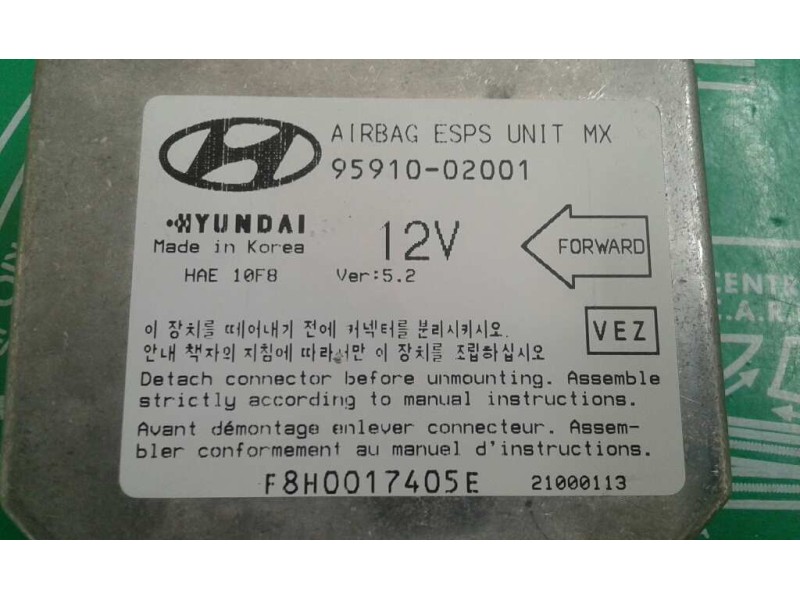 AIRBAG ESPS UNIT MX
95910-02001
HYUNDAI
Made in Korea
12V
FORWARD
HAE 10F8 Ver:5.2
이 장치를 떼어내기 전에 커넥터를 분리시키시오.
VEZ
안내 책자의 지침에 따라서만 이 장치를 조립하십시오
Detach connector before unmounting. Assemble
strictly according to manual instructions.
Avant démontage enlever connecteur. Assem-
bler conformement au manuel d'instructions.
F8H0017405E 21000113
CENTR